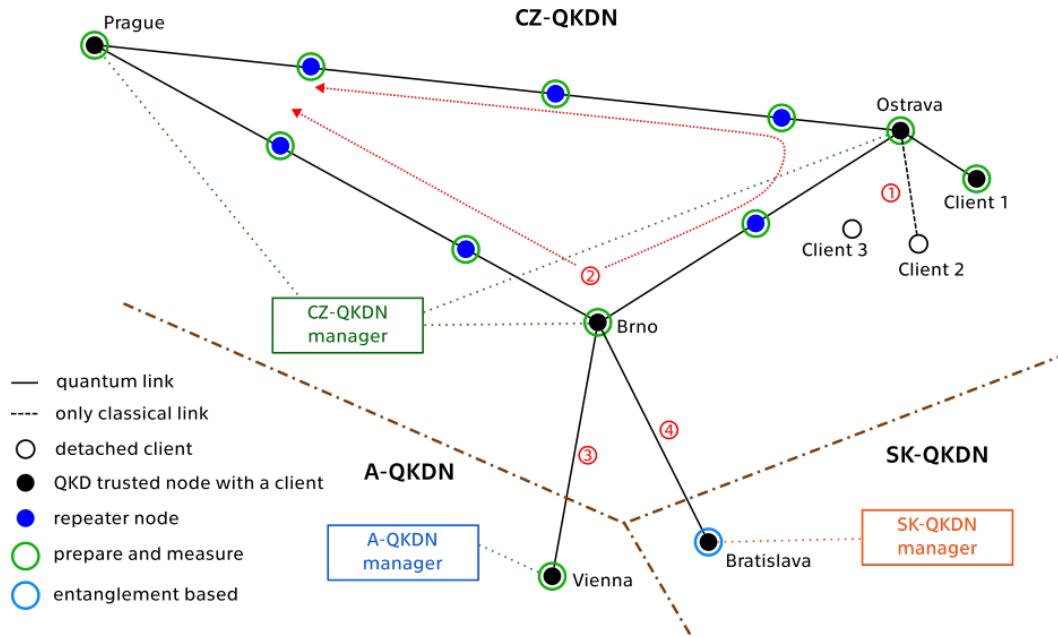 CZ-QKDN
Prague
Ostrava
①
Client 1
Client 3
Client 2
②
CZ-QKDN
manager
Brno
quantum link
only classical link
④
detached client
③
A-QKDN
SK-QKDN
QKD trusted node with a client
repeater node
A-QKDN
manager
SK-QKDN
manager
prepare and measure
Bratislava
Vienna
entanglement based